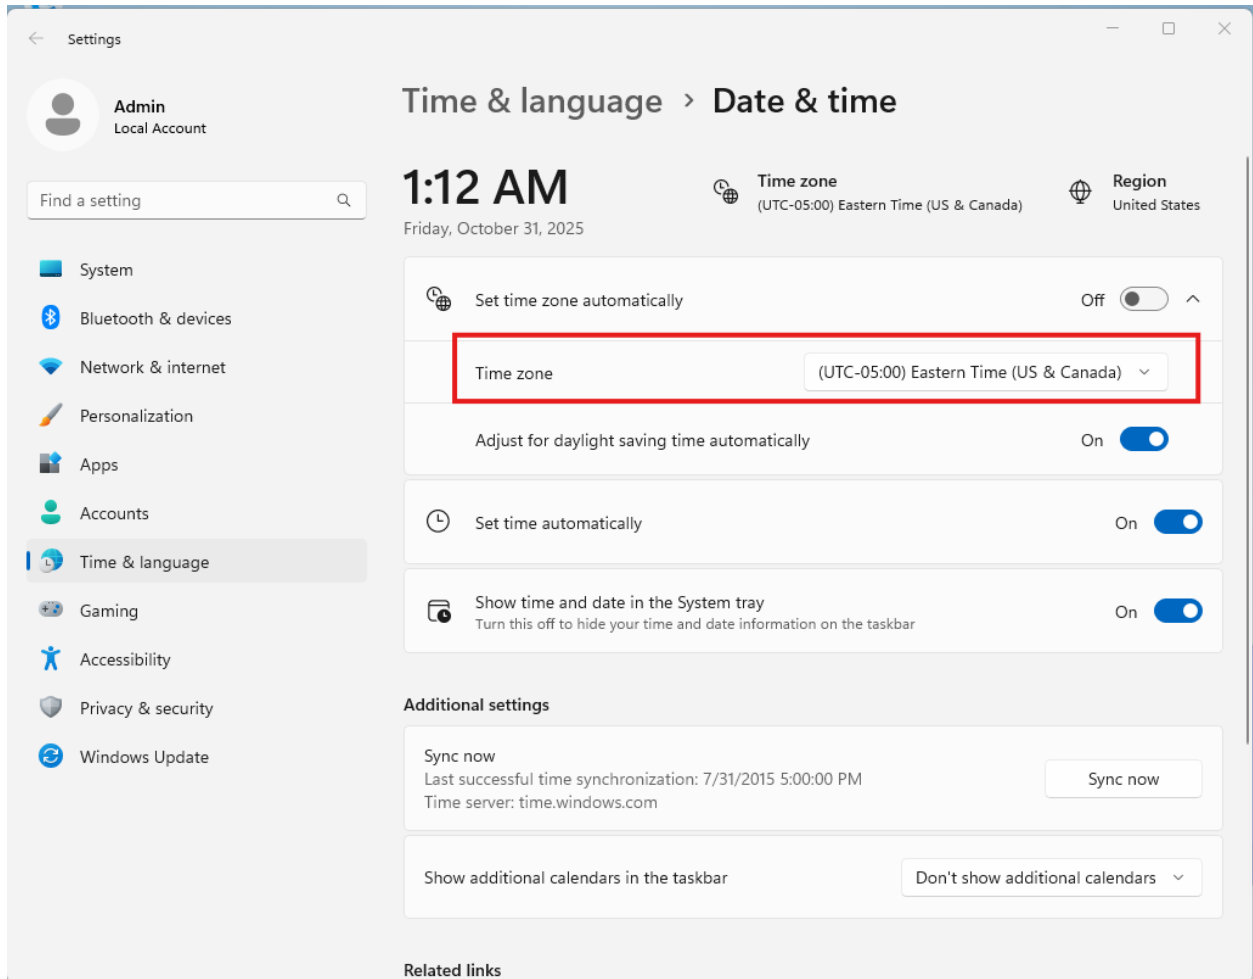 Settings
Admin
Local Account
Find a setting
System
Bluetooth & devices
Network & internet
Personalization
Apps
Accounts
Time & language
Gaming
Accessibility
Privacy & security
Windows Update
Time & language > Date & time
1:12 AM
Friday, October 31, 2025
Time zone
(UTC-05:00) Eastern Time (US & Canada)
Region
United States
Set time zone automatically Off
Time zone (UTC-05:00) Eastern Time (US & Canada)
Adjust for daylight saving time automatically On
Set time automatically On
Show time and date in the System tray On
Turn this off to hide your time and date information on the taskbar
Additional settings
Sync now
Last successful time synchronization: 7/31/2015 5:00:00 PM
Time server: time.windows.com
Sync now
Show additional calendars in the taskbar Don't show additional calendars
Related links